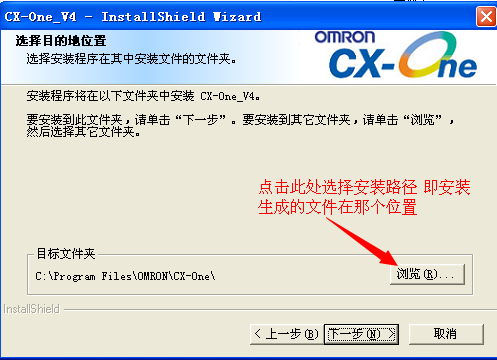 CX-One_V4 - InstallShield Wizard
选择目的地位置
选择安装程序在其中安装文件的文件夹。
OMRON
CX-One
安装程序将在以下文件夹中安装 CX-One_V4。
要安装到此文件夹,请单击“下一步”。要安装到其它文件夹,请单击“浏览”,
然后选择其它文件夹。
点击此处选择安装路径 即安装
生成的文件在那个位置
目标文件夹
C:\Program Files\OMRON\CX-One\
浏览(R)...
InstallShield
< 上一步(B)
下一步(N) >
取消